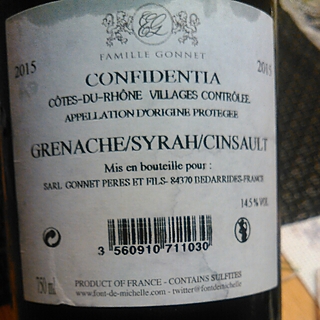 EG
FAMILLE GONNET
2015 2015
CONFIDENTIA
CÔTES-DU-RHÔNE VILLAGES CONTRÔLÉE
APPELLATION D'ORIGINE PROTEGEE
GRENACHE/SYRAH/CINSAULT
Mis en bouteille pour :
SARL GONNET PERES ET FILS- 84370 BEDARRIDES-FRANCE
14.5 % VOL
3 560910 711030
750 ml
PRODUCT OF FRANCE - CONTAINS SULFITES
www.font-de-michelle.com - twitter@fontdemichelle